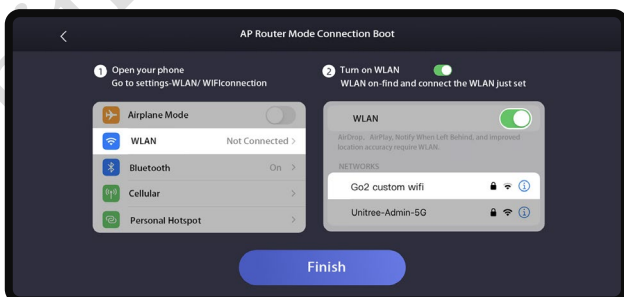 AP Router Mode Connection Boot
1 Open your phone
Go to settings-WLAN/ WIFIconnection
Airplane Mode
WLAN Not Connected >
Bluetooth On >
Cellular >
Personal Hotspot >
2 Turn on WLAN
WLAN on-find and connect the WLAN just set
WLAN
AirDrop, AirPlay, Notify When Left Behind, and improved
location accuracy require WLAN.
NETWORKS
Go2 custom wifi
Unitree-Admin-5G
Finish